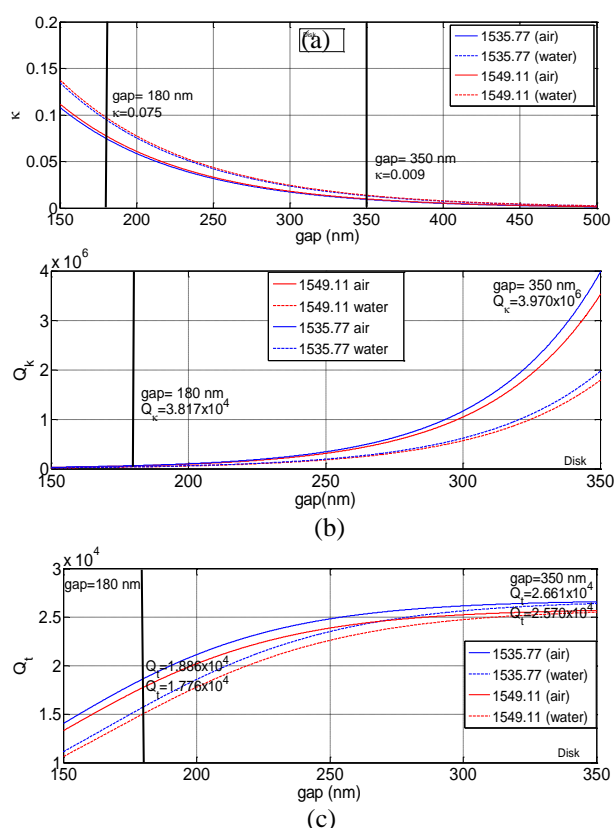 (a)
Disk
1535.77 (air)
1535.77 (water)
1549.11 (air)
1549.11 (water)
gap= 180 nm
κ=0.075
gap= 350 nm
κ=0.009
0.2
0.15
0.1
0.05
0
κ
150 200 250 300 350 400 450 500
gap (nm)
x 10^6
1549.11 air
1549.11 water
1535.77 air
1535.77 water
gap= 350 nm
Q_κ=3.970x10^6
gap= 180 nm
Q_κ=3.817x10^4
4
3
2
1
0
Q_k
Disk
150 200 250 300 350
gap(nm)
(b)
x 10^4
gap=180 nm
gap=350 nm
Q_t=2.661x10^4
Q_t=2.570x10^4
Q_t=1.886x10^4
Q_t=1.776x10^4
1535.77 (air)
1535.77 (water)
1549.11 (air)
1549.11 (water)
3
2.5
2
1.5
1
Q_t
Disk
150 200 250 300 350
gap (nm)
(c)